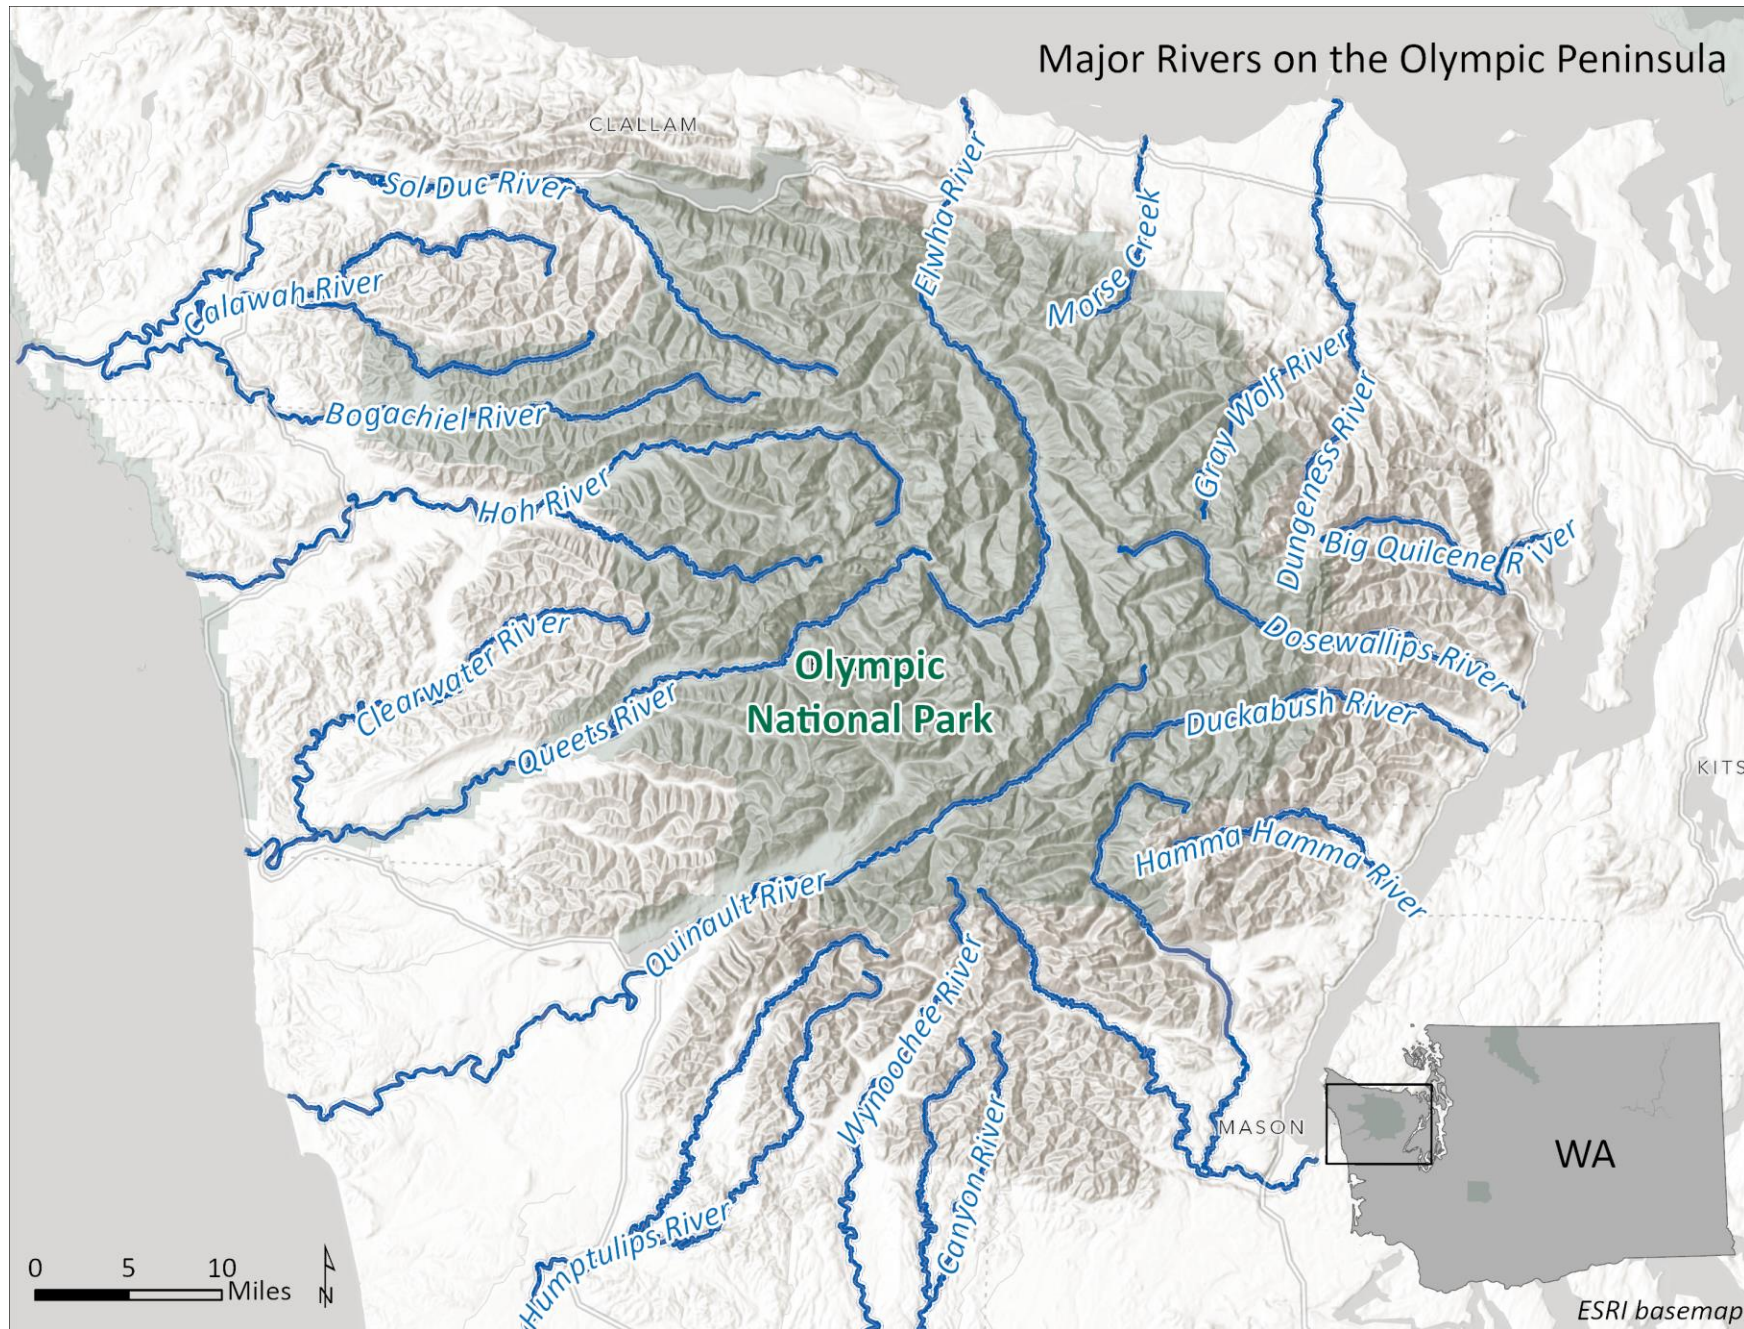 Major Rivers on the Olympic Peninsula
CLALLAM
Sol Duc River
Elwha River
Morse Creek
Calawah River
Gray Wolf River
Bogachiel River
Dungeness River
Hoh River
Big Quilcene River
Clearwater River
Dosewallips River
Olympic
National Park
Queets River
Duckabush River
KITS
Hamma Hamma River
Quinault River
Wynoochee River
Canyon River
MASON
WA
Humptulips River
0 5 10
Miles
N
ESRI basemap